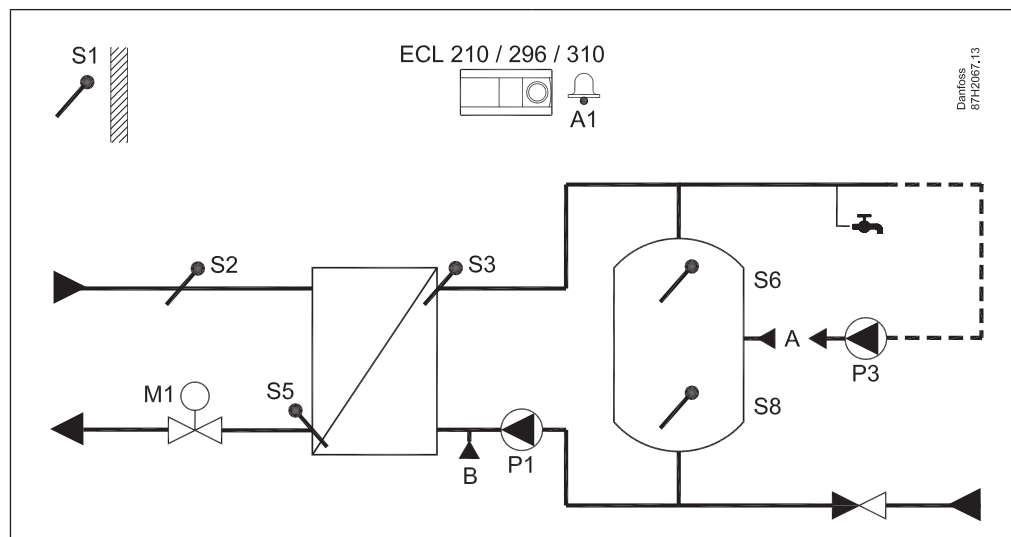 S1
ECL 210 / 296 / 310
A1
Danfoss
87H2067.13
S2
S3
S6
A
P3
M1
S5
S8
P1
B